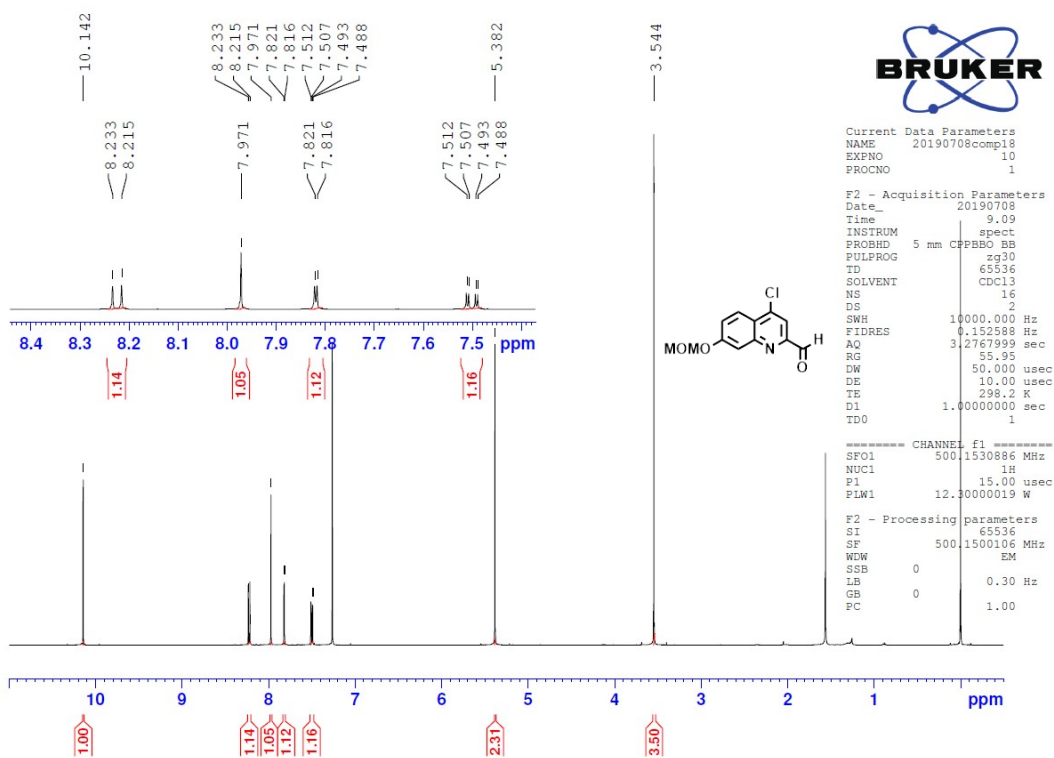 10.142
8.233
8.215
7.971
7.821
7.816
7.512
7.507
7.493
7.488
5.382
3.544
8.233
8.215
7.971
7.821
7.816
7.512
7.507
7.493
7.488
8.4 8.3 8.2 8.1 8.0 7.9 7.8 7.7 7.6 7.5 ppm
1.14 1.05 1.12 1.16
Cl
MOMO N H
O
BRUKER
Current Data Parameters
NAME 20190708comp18
EXPNO 10
PROCNO 1
F2 - Acquisition Parameters
Date_ 20190708
Time 9.09
INSTRUM spect
PROBHD 5 mm CPPBBO BB
PULPROG zg30
TD 65536
SOLVENT CDCl3
NS 16
DS 2
SWH 10000.000 Hz
FIDRES 0.152588 Hz
AQ 3.2767999 sec
RG 55.95
DW 50.000 usec
DE 10.00 usec
TE 298.2 K
D1 1.00000000 sec
TD0 1
======== CHANNEL f1 ========
SFO1 500.1530886 MHz
NUC1 1H
P1 15.00 usec
PLW1 12.30000019 W
F2 - Processing parameters
SI 65536
SF 500.1500106 MHz
WDW EM
SSB 0
LB 0.30 Hz
GB 0
PC 1.00
10 9 8 7 6 5 4 3 2 1 ppm
1.00 1.14 1.05 1.12 1.16 2.31 3.50